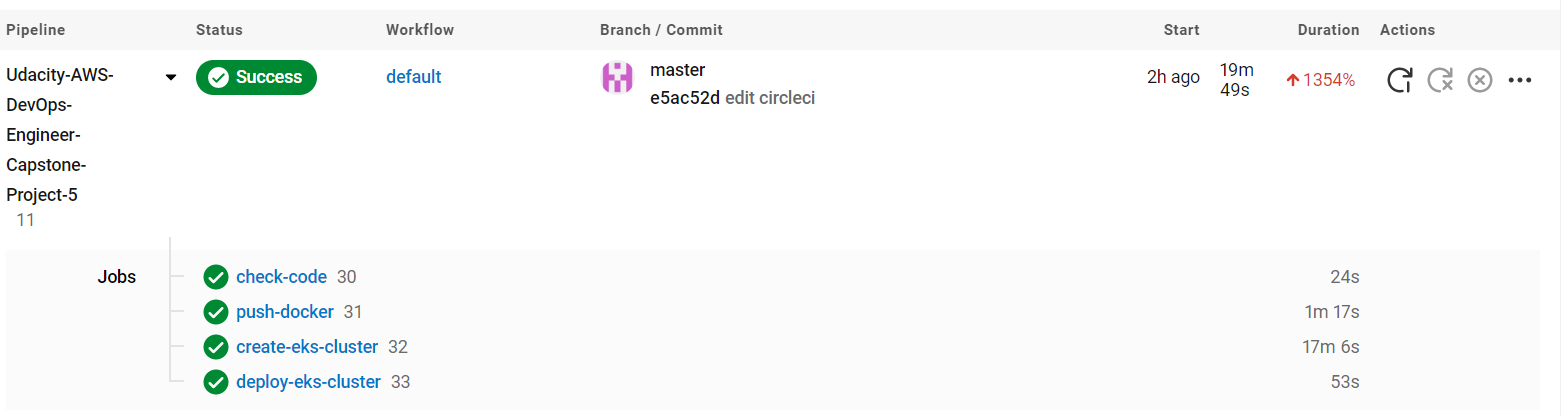 Pipeline Status Workflow Branch / Commit Start Duration Actions
Udacity-AWS-
DevOps-
Engineer-
Capstone-
Project-5
11
Success
default
master
e5ac52d edit circleci
2h ago
19m
49s
1354%
Jobs
check-code 30 24s
push-docker 31 1m 17s
create-eks-cluster 32 17m 6s
deploy-eks-cluster 33 53s